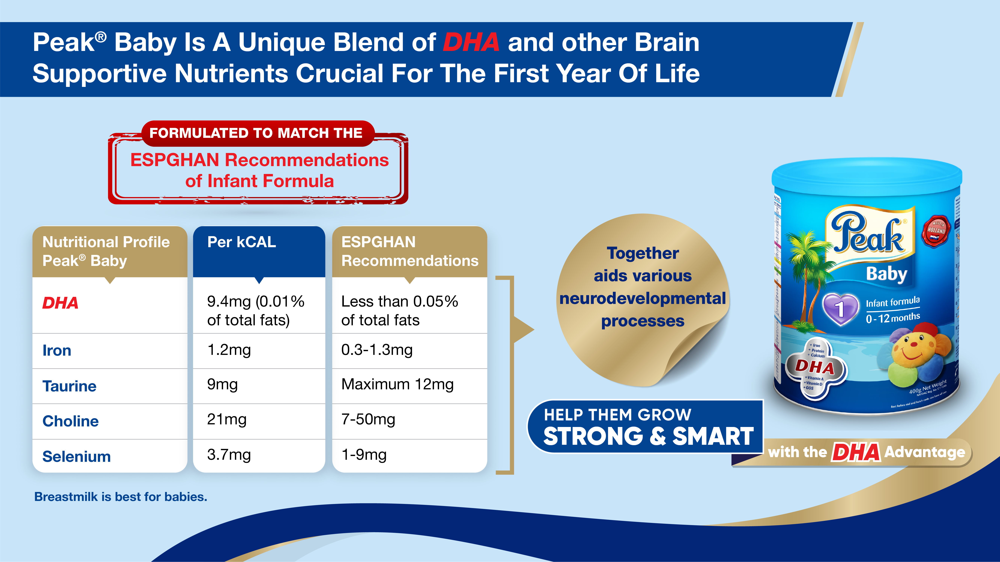 Peak® Baby Is A Unique Blend of DHA and other Brain
Supportive Nutrients Crucial For The First Year Of Life
FORMULATED TO MATCH THE
ESPGHAN Recommendations
of Infant Formula
Nutritional Profile
Peak® Baby
Per kCAL
ESPGHAN
Recommendations
DHA
9.4mg (0.01%
of total fats)
Less than 0.05%
of total fats
Iron
1.2mg
0.3-1.3mg
Taurine
9mg
Maximum 12mg
Choline
21mg
7-50mg
Selenium
3.7mg
1-9mg
Breastmilk is best for babies.
Together
aids various
neurodevelopmental
processes
HELP THEM GROW
STRONG & SMART
with the DHA Advantage
Peak®
Baby
MADE IN
HOLLAND
1
Infant formula
0-12 months
+ Iron
+ Protein
+ Calcium
DHA
+Vitamin A
+Vitamin D
+GOS
400g Net Weight
NAFDAC Reg. No. C1-1085
Best before end and batch code: see base of can